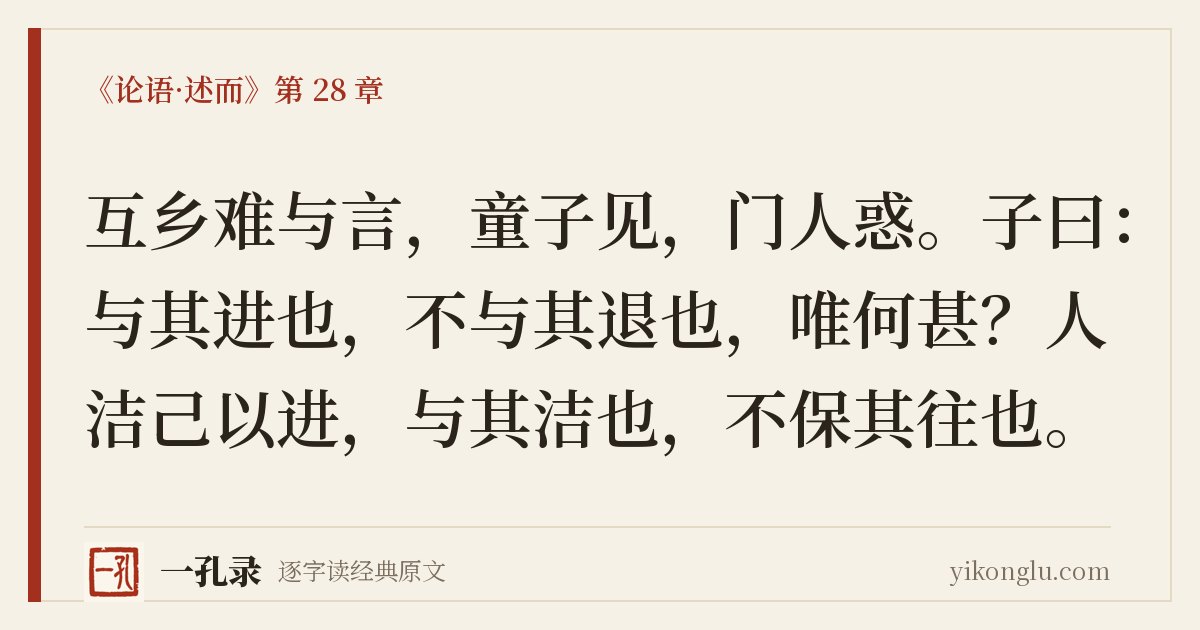 《论语·述而》第 28 章
互乡难与言，童子见，门人惑。子曰：
与其进也，不与其退也，唯何甚？人
洁己以进，与其洁也，不保其往也。
一孔
一孔录 逐字读经典原文 yikonglu.com